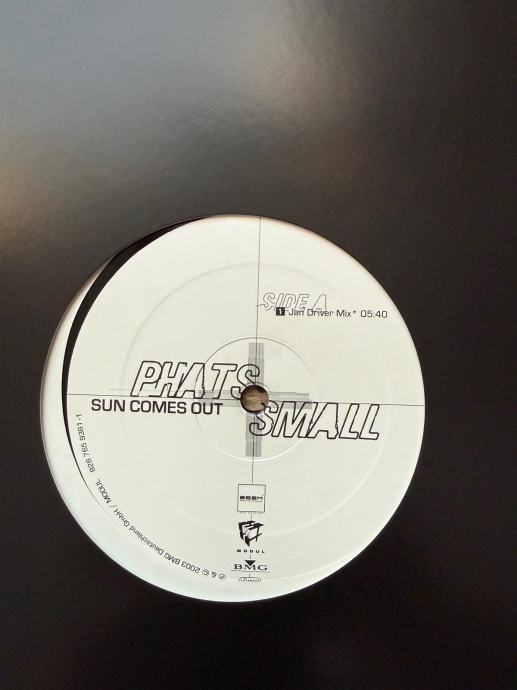 SIDE A
1 Jan Driver Mix* 05:40
PHATS
SUN COMES OUT
SMALL
MODUL
BMG
℗ & © 2003 BMG Deutschland GmbH / MODUL 828 765 9381-1